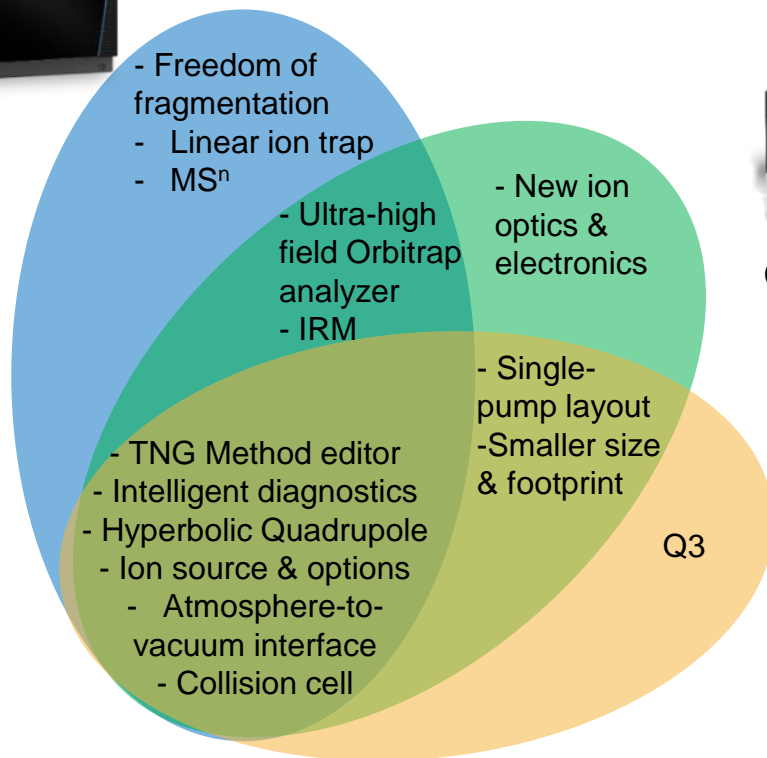 - Freedom of
fragmentation
- Linear ion trap
- MSⁿ
- Ultra-high
field Orbitrap
analyzer
- IRM
- New ion
optics &
electronics
- Single-
pump layout
-Smaller size
& footprint
- TNG Method editor
- Intelligent diagnostics
- Hyperbolic Quadrupole
- Ion source & options
- Atmosphere-to-
vacuum interface
- Collision cell
Q3